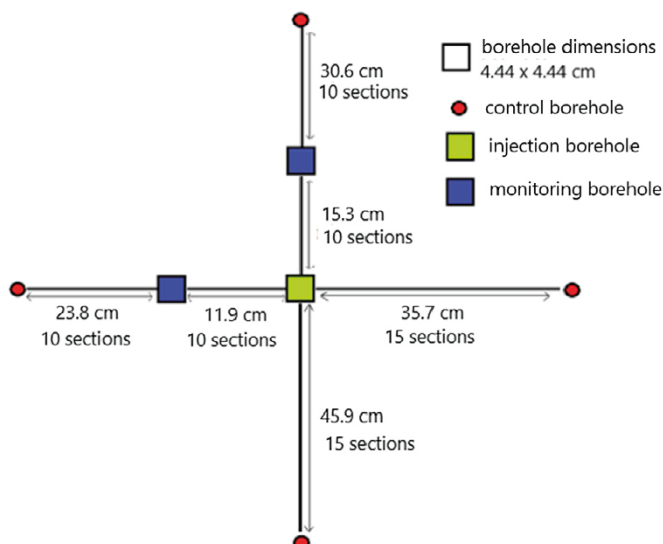 30.6 cm
10 sections
borehole dimensions
4.44 x 4.44 cm
control borehole
injection borehole
monitoring borehole
15.3 cm
10 sections
23.8 cm
10 sections
11.9 cm
10 sections
35.7 cm
15 sections
45.9 cm
15 sections